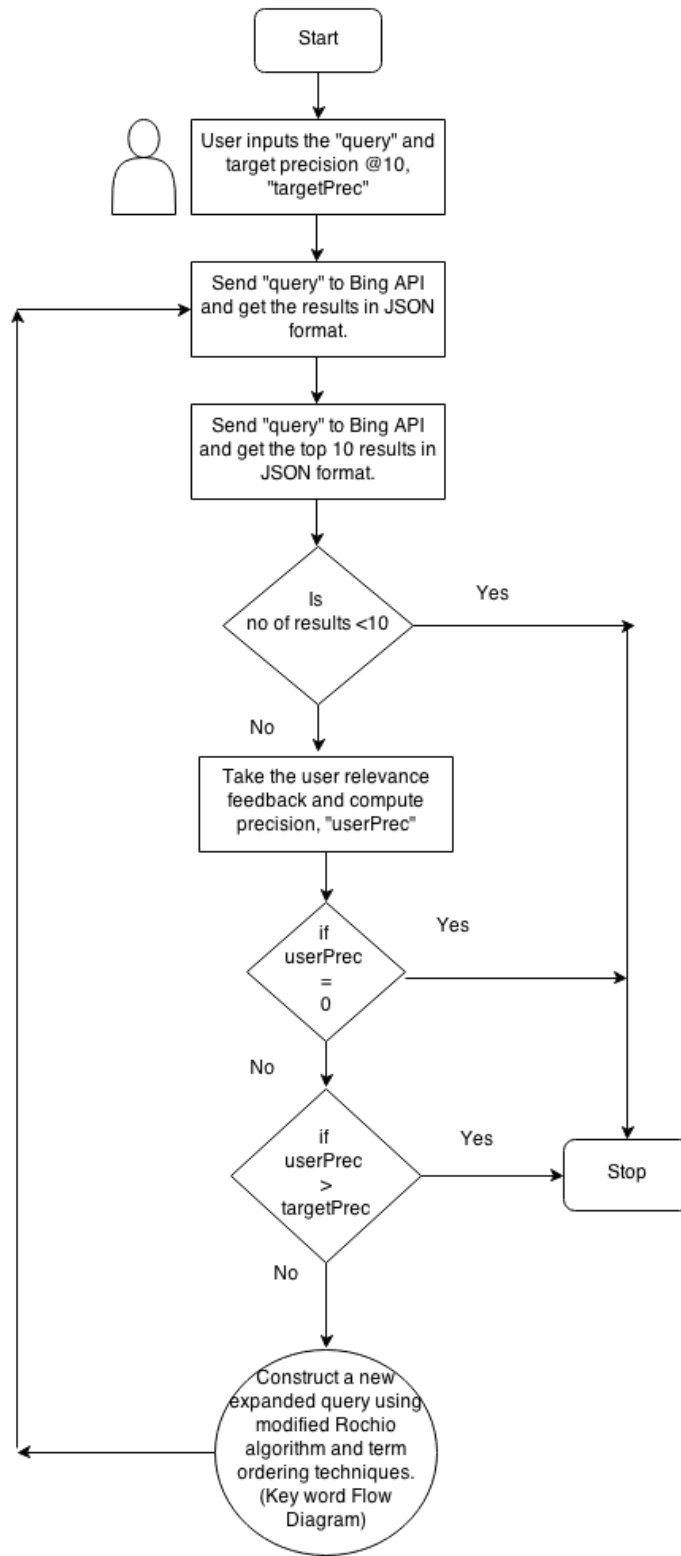 Start
User inputs the "query" and
target precision @10,
"targetPrec"
Send "query" to Bing API
and get the results in JSON
format.
Send "query" to Bing API
and get the top 10 results in
JSON format.
Is
no of results <10
Yes
No
Take the user relevance
feedback and compute
precision, "userPrec"
if
userPrec
=
0
Yes
No
if
userPrec
>
targetPrec
Yes
Stop
No
Construct a new
expanded query using
modified Rochio
algorithm and term
ordering techniques.
(Key word Flow
Diagram)